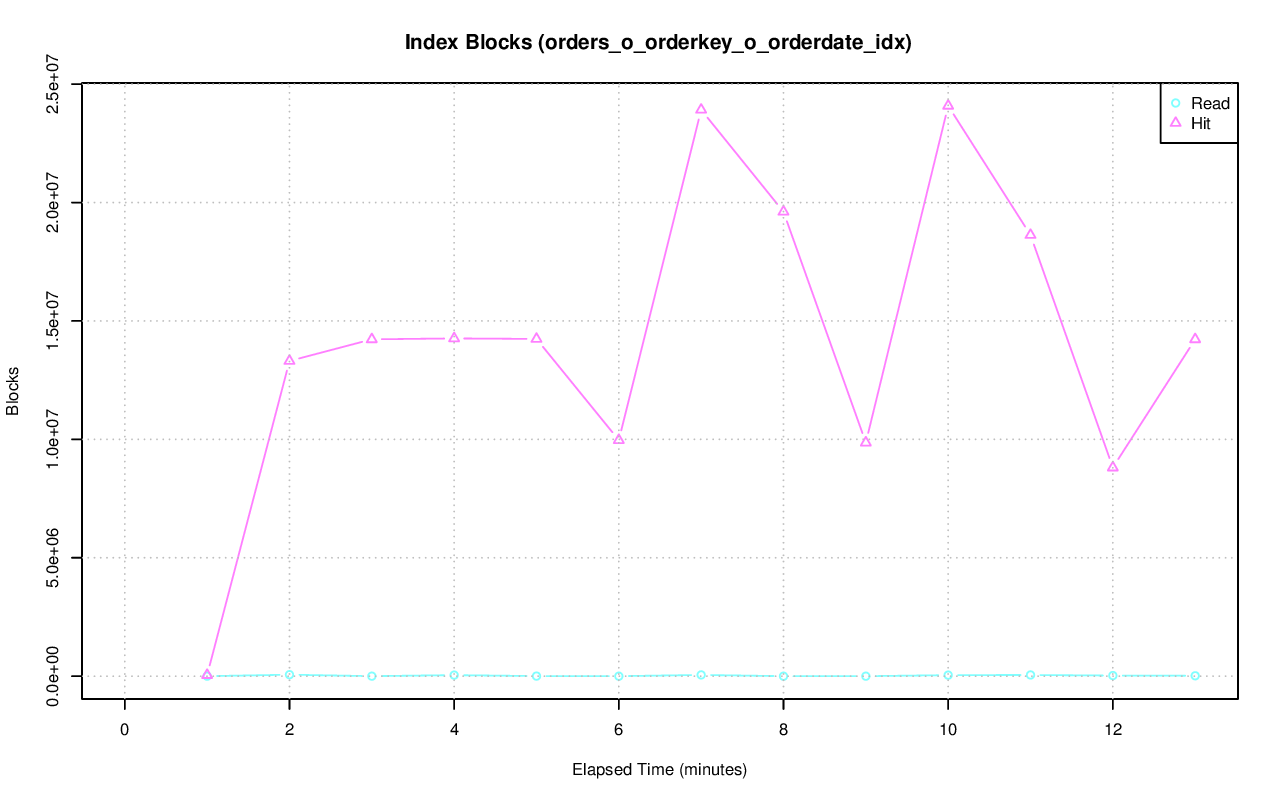 Index Blocks (orders_o_orderkey_o_orderdate_idx)
2.5e+07
2.0e+07
1.5e+07
1.0e+07
5.0e+06
0.0e+00
Blocks
Read
Hit
0 2 4 6 8 10 12
Elapsed Time (minutes)